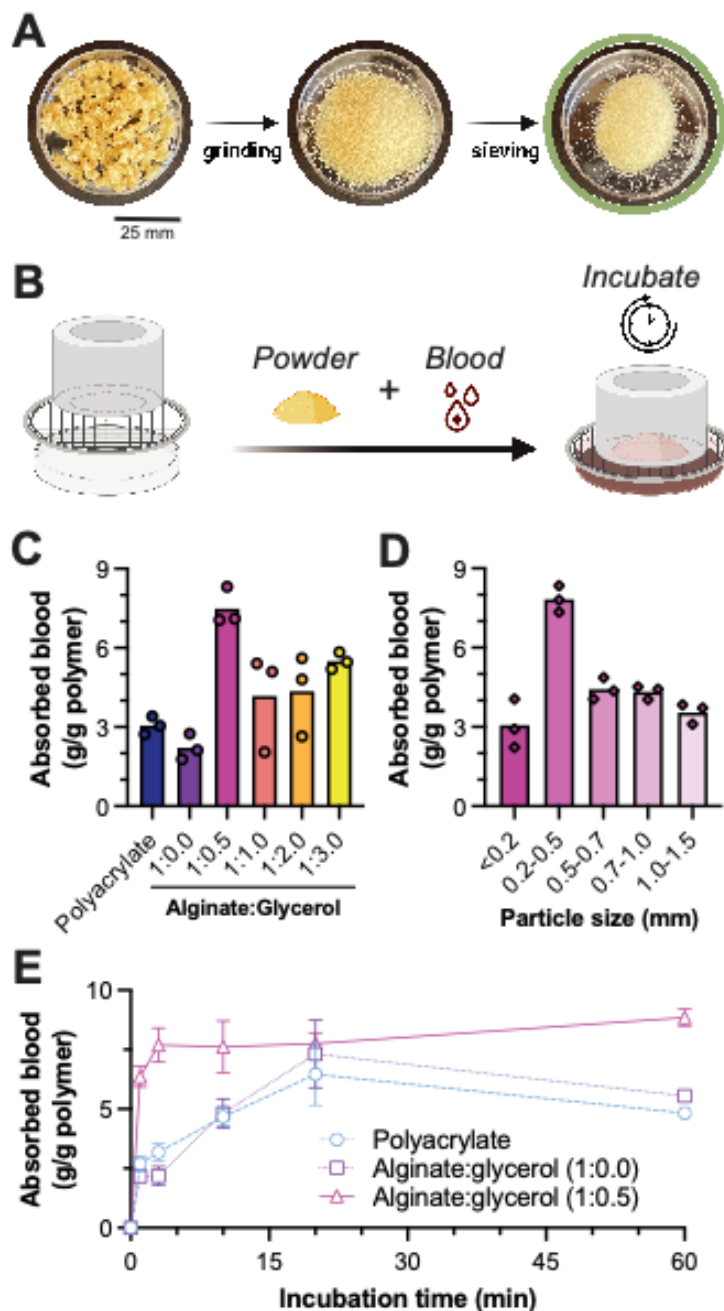 A
grinding
sieving
25 mm
B
Powder
+
Blood
Incubate
C
Absorbed blood
(g/g polymer)
9
6
3
0
Polyacrylate
1:0.0
1:0.5
1:1.0
1:2.0
1:3.0
Alginate:Glycerol
D
Absorbed blood
(g/g polymer)
9
6
3
0
<0.2
0.2-0.5
0.5-0.7
0.7-1.0
1.0-1.5
Particle size (mm)
E
Absorbed blood
(g/g polymer)
10
5
0
Polyacrylate
Alginate:glycerol (1:0.0)
Alginate:glycerol (1:0.5)
0
15
30
45
60
Incubation time (min)